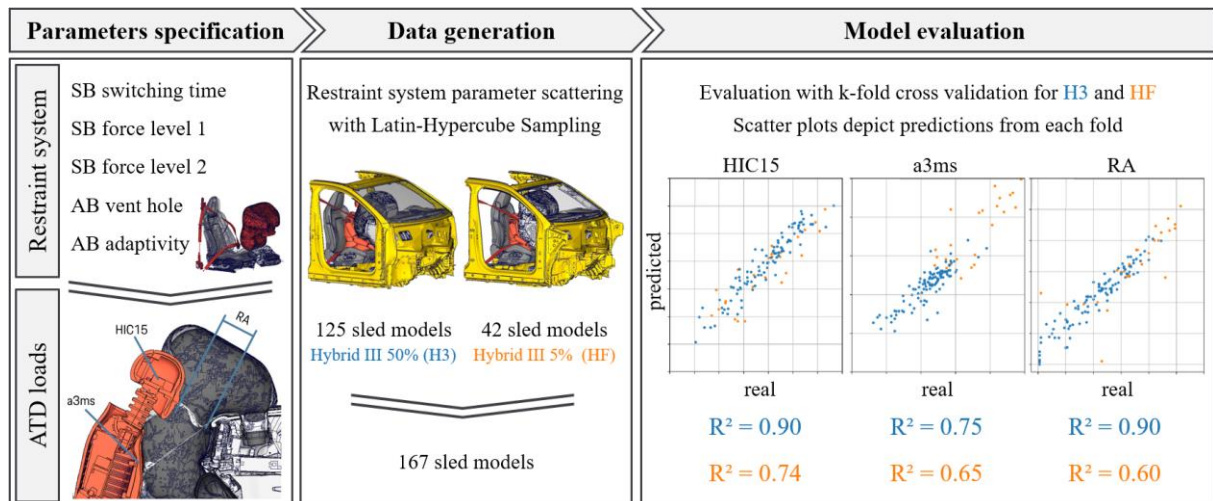 Parameters specification
Data generation
Model evaluation
Restraint system
SB switching time
SB force level 1
SB force level 2
AB vent hole
AB adaptivity
ATD loads
HIC15
RA
a3ms
Restraint system parameter scattering
with Latin-Hypercube Sampling
125 sled models
Hybrid III 50% (H3)
42 sled models
Hybrid III 5% (HF)
167 sled models
Evaluation with k-fold cross validation for H3 and HF
Scatter plots depict predictions from each fold
HIC15
a3ms
RA
predicted
real
real
real
R² = 0.90
R² = 0.75
R² = 0.90
R² = 0.74
R² = 0.65
R² = 0.60